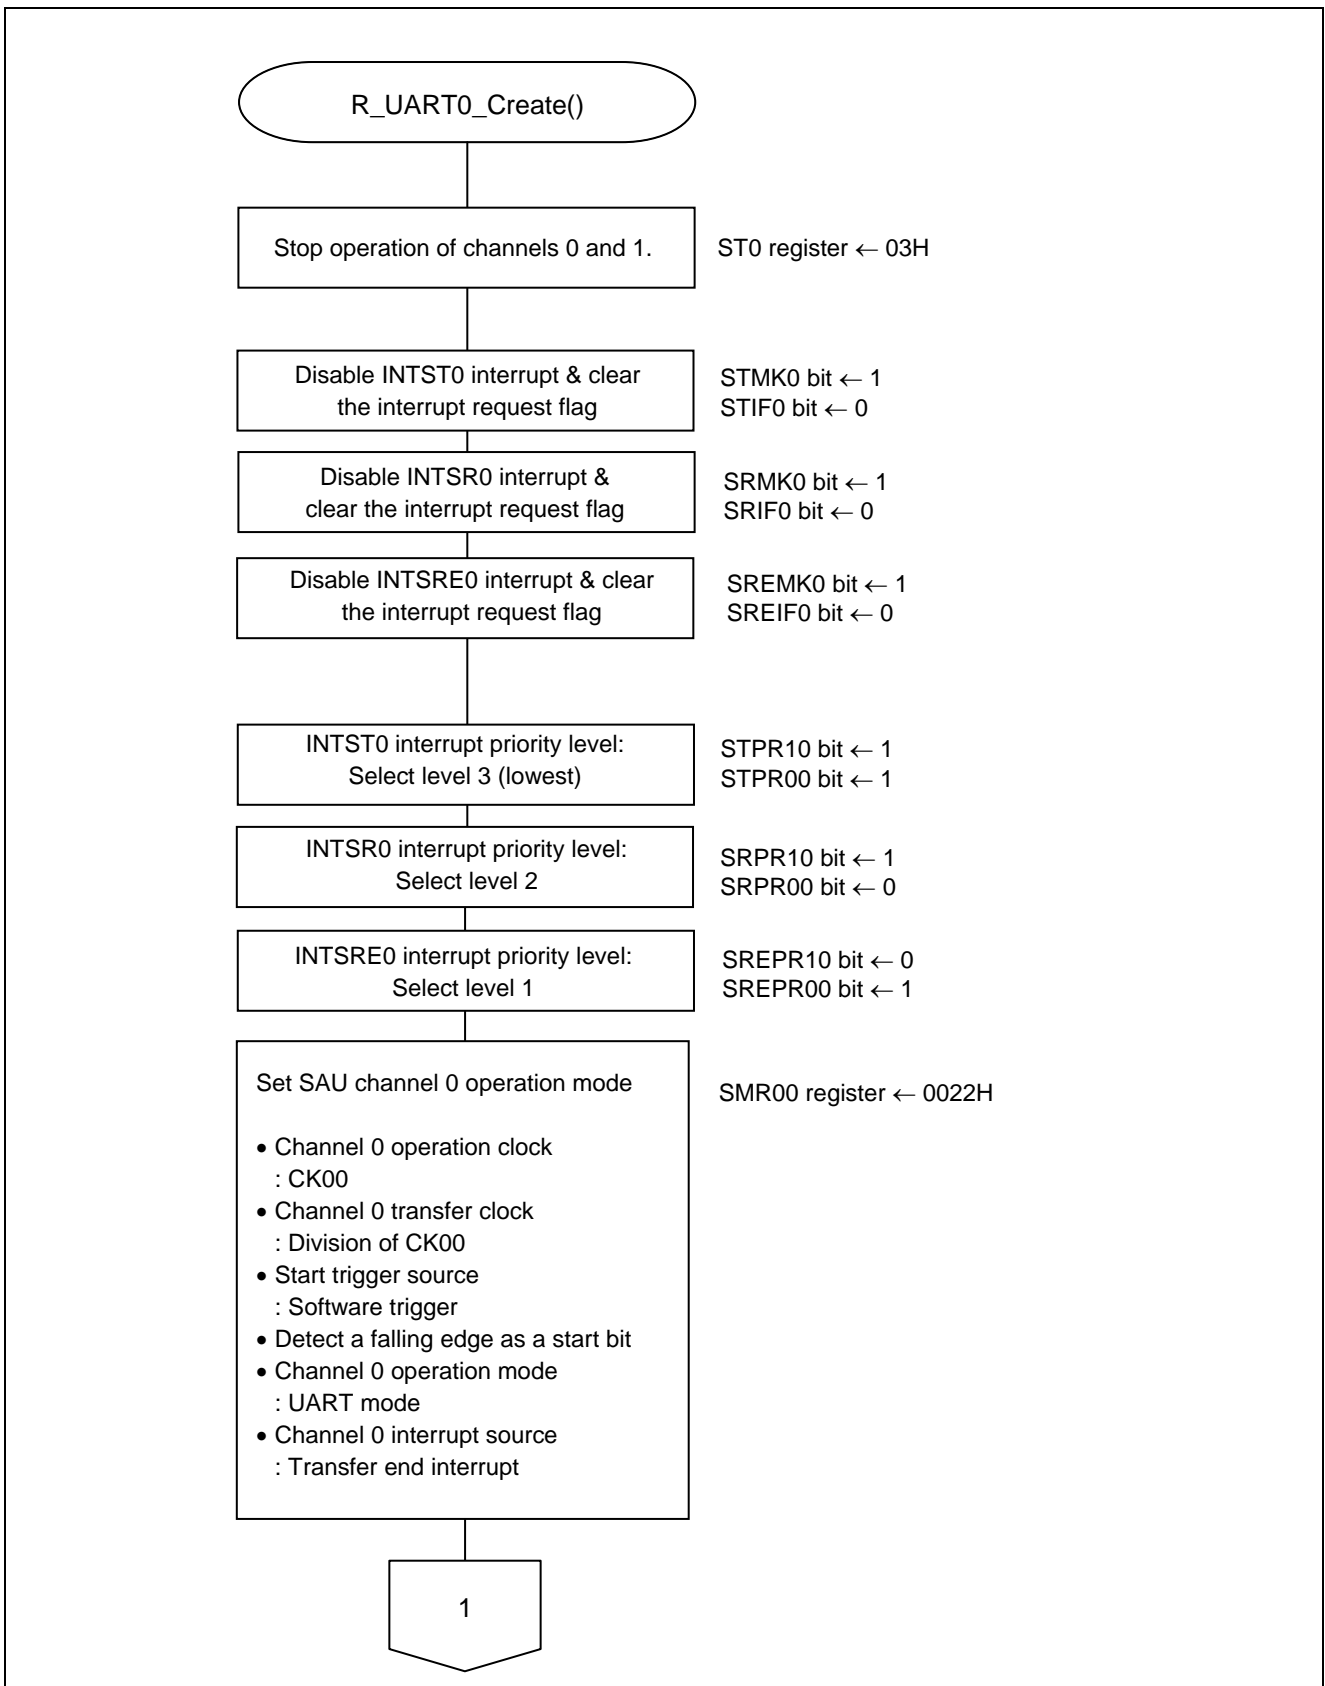 R_UART0_Create()
Stop operation of channels 0 and 1.
ST0 register ← 03H
Disable INTST0 interrupt & clear
the interrupt request flag
STMK0 bit ← 1
STIF0 bit ← 0
Disable INTSR0 interrupt &
clear the interrupt request flag
SRMK0 bit ← 1
SRIF0 bit ← 0
Disable INTSRE0 interrupt & clear
the interrupt request flag
SREMK0 bit ← 1
SREIF0 bit ← 0
INTST0 interrupt priority level:
Select level 3 (lowest)
STPR10 bit ← 1
STPR00 bit ← 1
INTSR0 interrupt priority level:
Select level 2
SRPR10 bit ← 1
SRPR00 bit ← 0
INTSRE0 interrupt priority level:
Select level 1
SREPR10 bit ← 0
SREPR00 bit ← 1
Set SAU channel 0 operation mode
SMR00 register ← 0022H
• Channel 0 operation clock
: CK00
• Channel 0 transfer clock
: Division of CK00
• Start trigger source
: Software trigger
• Detect a falling edge as a start bit
• Channel 0 operation mode
: UART mode
• Channel 0 interrupt source
: Transfer end interrupt
1